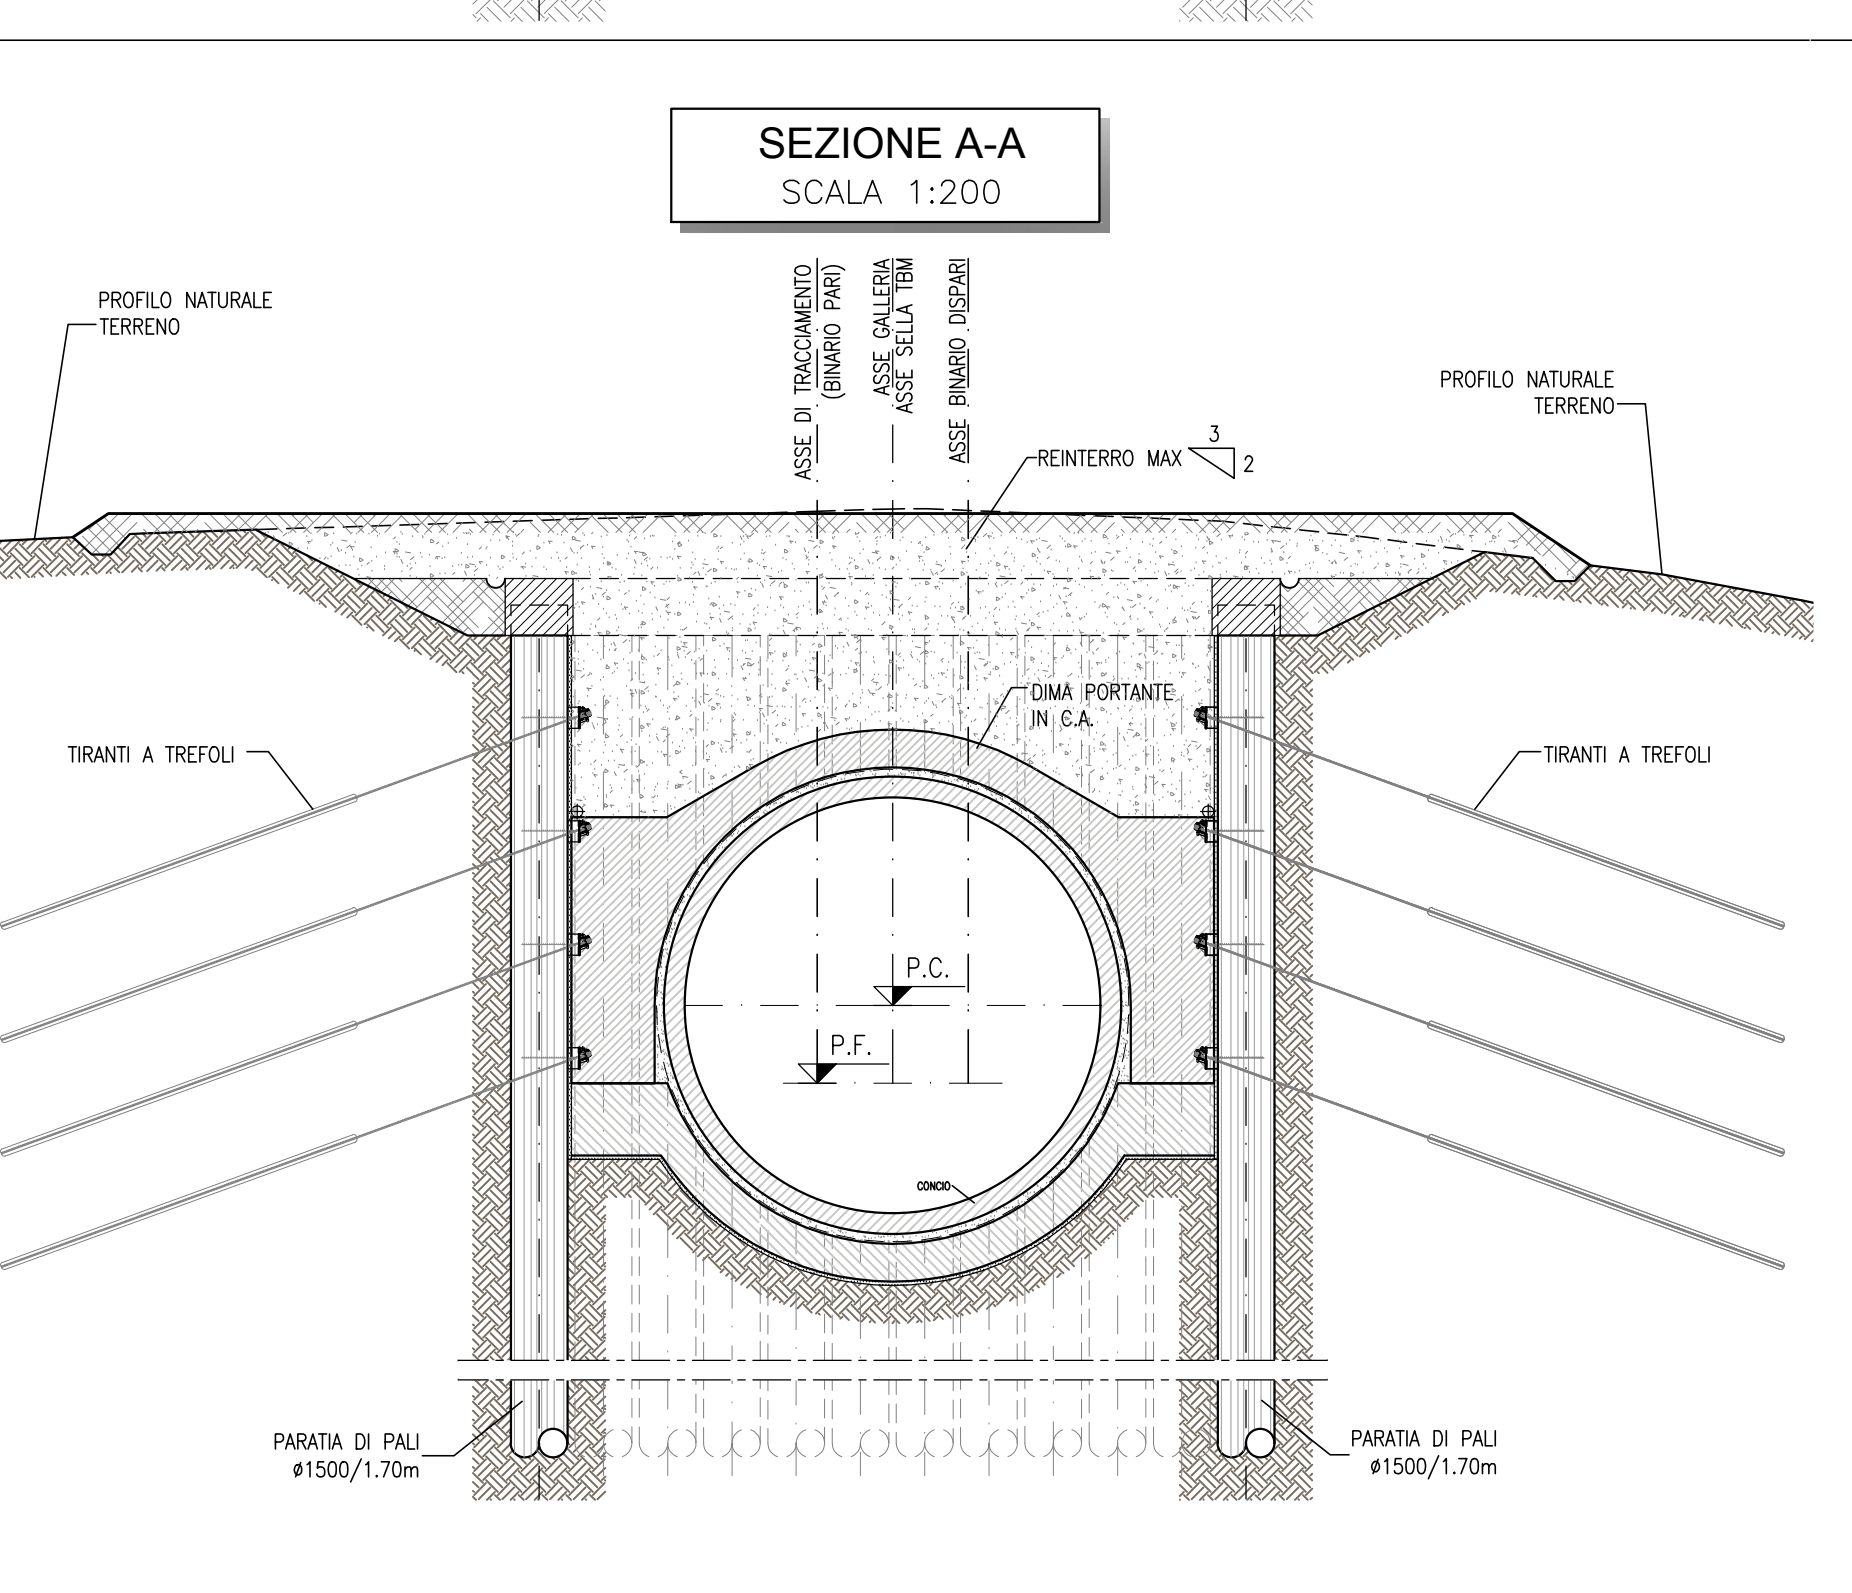 SEZIONE A-A
SCALA 1:200
PROFILO NATURALE
TERRENO
ASSE DI TRACCIAMENTO
(BINARIO PARI)
ASSE GALLERIA
ASSE SELLA TBM
ASSE BINARIO DISPARI
PROFILO NATURALE
TERRENO
REINTERRO MAX
3
2
DIMA PORTANTE
IN C.A.
TIRANTI A TREFOLI
TIRANTI A TREFOLI
P.C.
P.F.
CONCIO
PARATIA DI PALI
ø1500/1.70m
PARATIA DI PALI
ø1500/1.70m